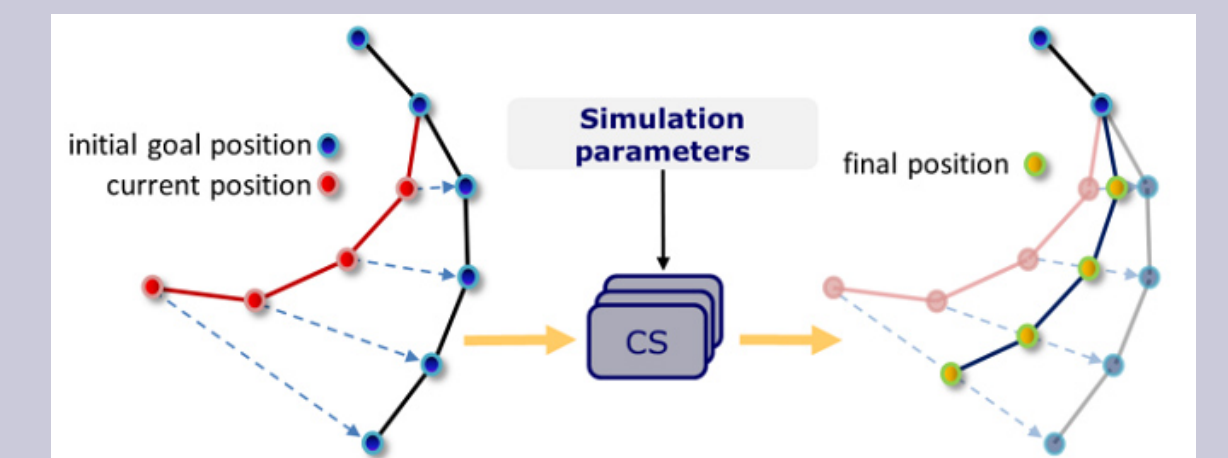 initial goal position
current position
Simulation
parameters
CS
final position